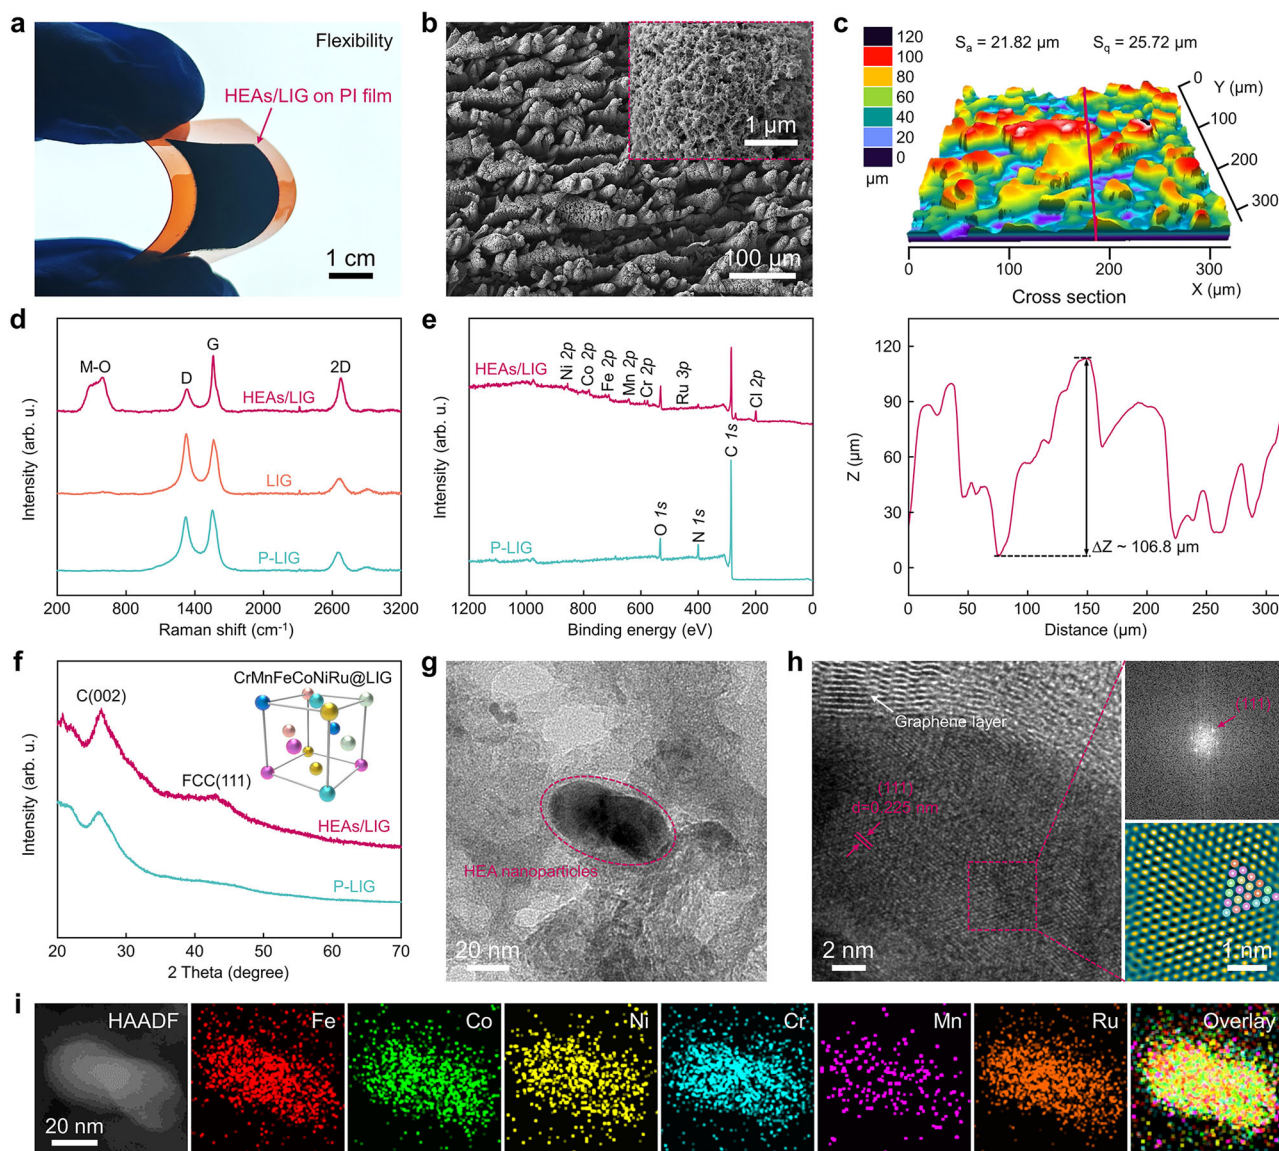 a
Flexibility
HEAs/LIG on PI film
1 cm
b
1 μm
100 μm
c
120
100
80
60
40
20
0
μm
Sa = 21.82 μm
Sq = 25.72 μm
0
Y (μm)
100
200
300
0
100
200
300
X (μm)
Cross section
d
M-O
D
G
2D
HEAs/LIG
LIG
P-LIG
Intensity (arb. u.)
200
800
1400
2000
2600
3200
Raman shift (cm-1)
e
HEAs/LIG
Ni 2p
Co 2p
Fe 2p
Mn 2p
Cr 2p
Ru 3p
Cl 2p
C 1s
O 1s
N 1s
P-LIG
Intensity (arb. u.)
1200
1000
800
600
400
200
0
Binding energy (eV)
120
90
60
30
0
Z (μm)
ΔZ ~ 106.8 μm
0
50
100
150
200
250
300
Distance (μm)
f
C(002)
CrMnFeCoNiRu@LIG
FCC(111)
HEAs/LIG
P-LIG
Intensity (arb. u.)
20
30
40
50
60
70
2 Theta (degree)
g
HEA nanoparticles
20 nm
h
Graphene layer
(111)
d=0.225 nm
2 nm
(111)
1 nm
i
HAADF
20 nm
Fe
Co
Ni
Cr
Mn
Ru
Overlay